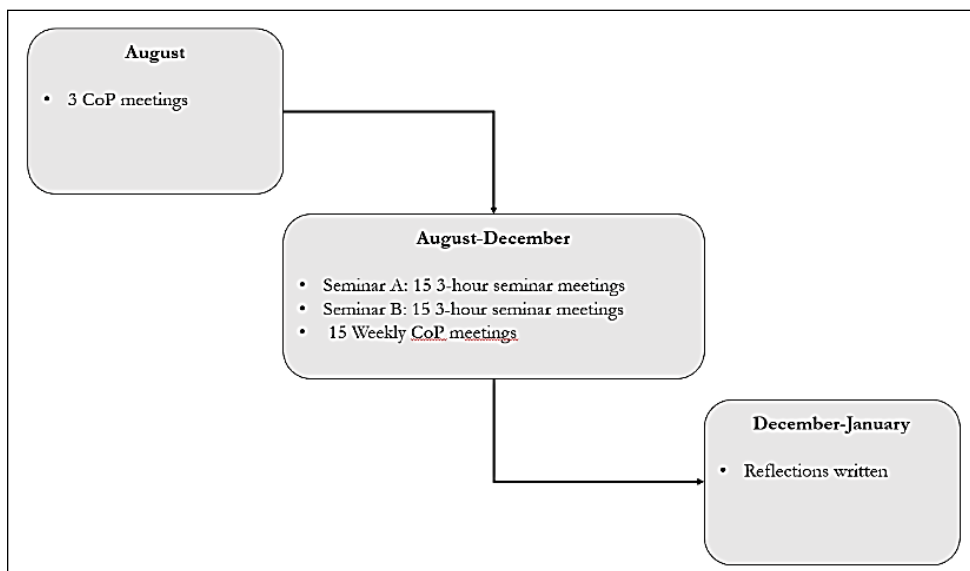 August
• 3 CoP meetings
August-December
• Seminar A: 15 3-hour seminar meetings
• Seminar B: 15 3-hour seminar meetings
• 15 Weekly CoP meetings
December-January
• Reflections written